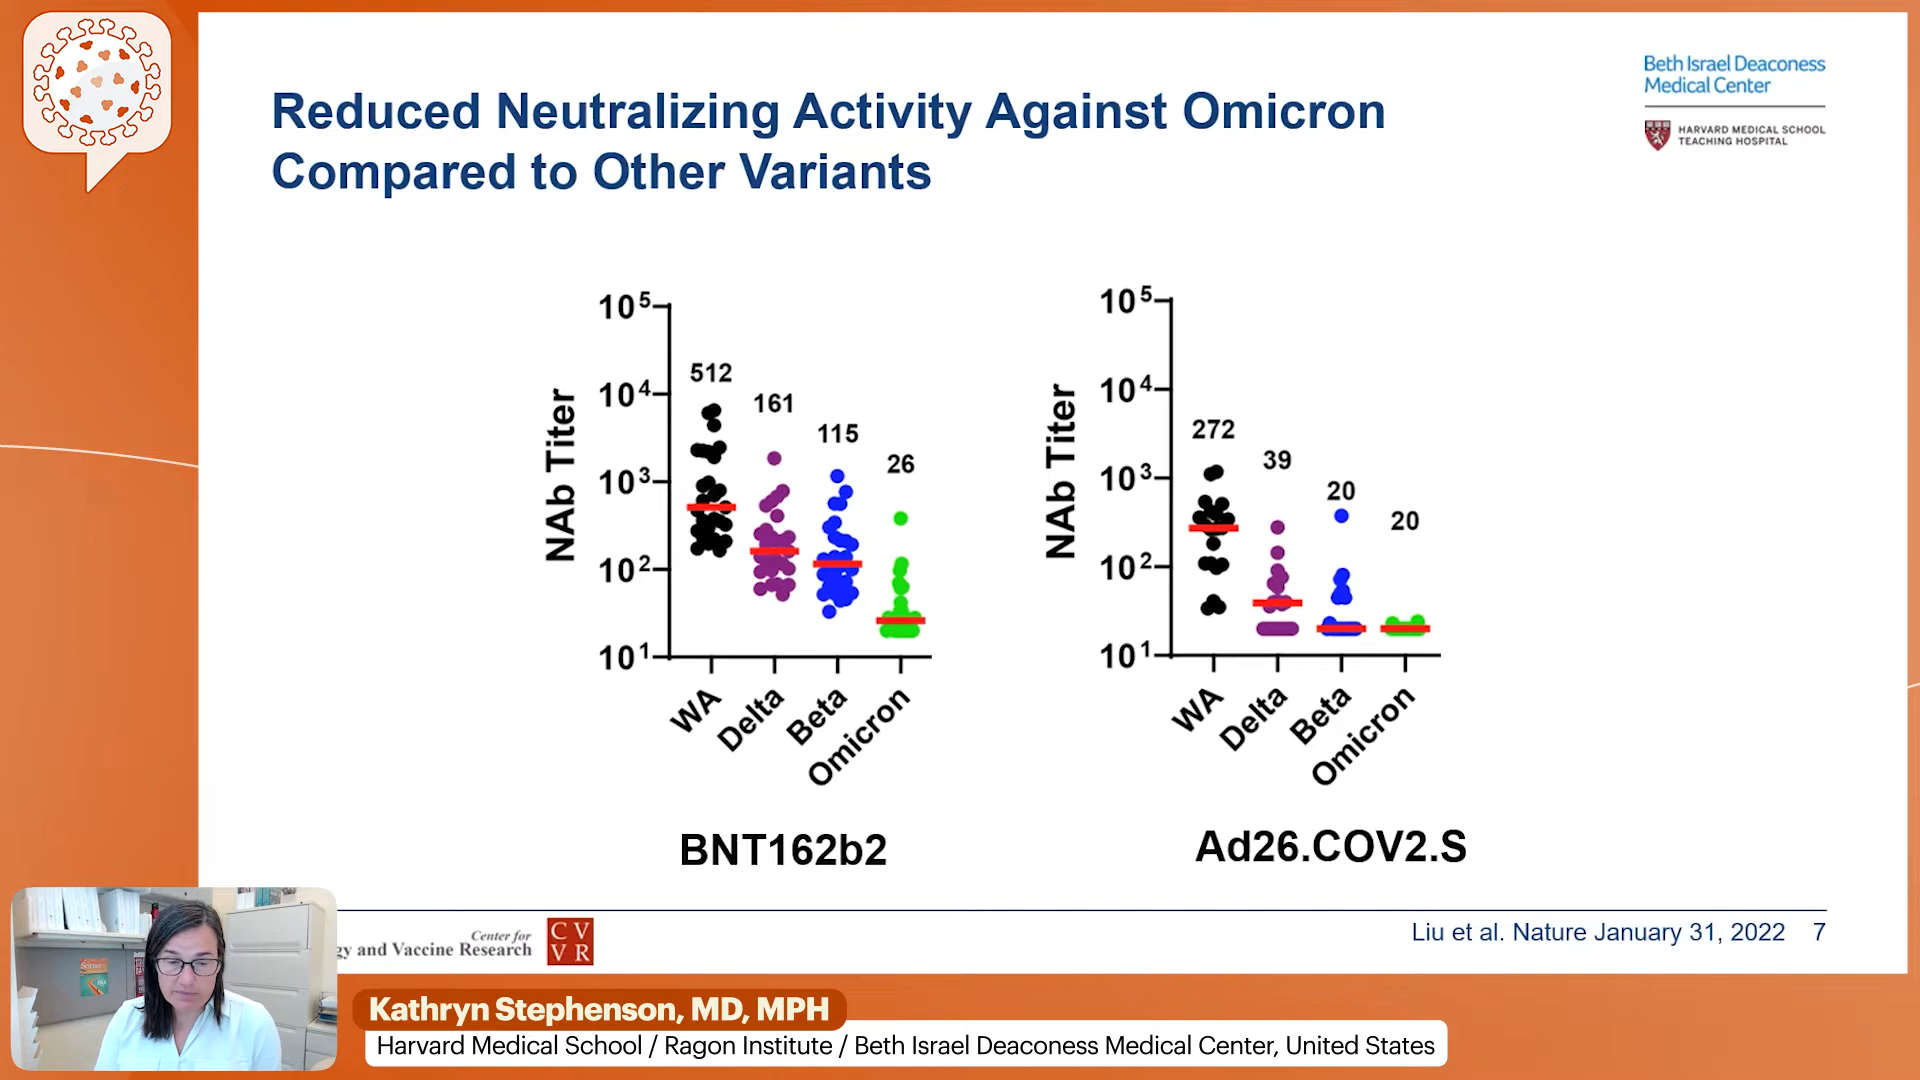 Reduced Neutralizing Activity Against Omicron
Compared to Other Variants
Beth Israel Deaconess
Medical Center
HARVARD MEDICAL SCHOOL
TEACHING HOSPITAL
NAb Titer
10⁵
10⁴
10³
10²
10¹
512
161
115
26
WA
Delta
Beta
Omicron
BNT162b2
NAb Titer
10⁵
10⁴
10³
10²
10¹
272
39
20
20
WA
Delta
Beta
Omicron
Ad26.COV2.S
Center for
gy and Vaccine Research
CV
VR
Liu et al. Nature January 31, 2022 7
Kathryn Stephenson, MD, MPH
Harvard Medical School / Ragon Institute / Beth Israel Deaconess Medical Center, United States